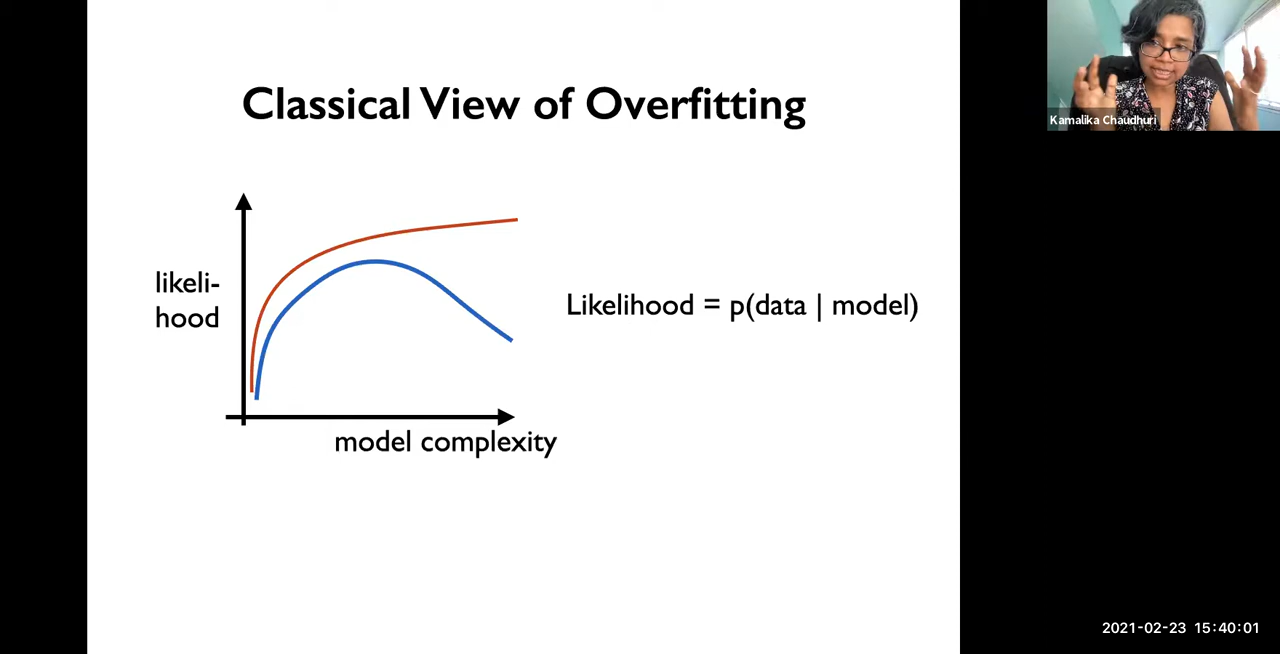 Classical View of Overfitting
likeli-
hood
Likelihood = p(data | model)
model complexity
Kamalika Chaudhuri
2021-02-23 15:40:01